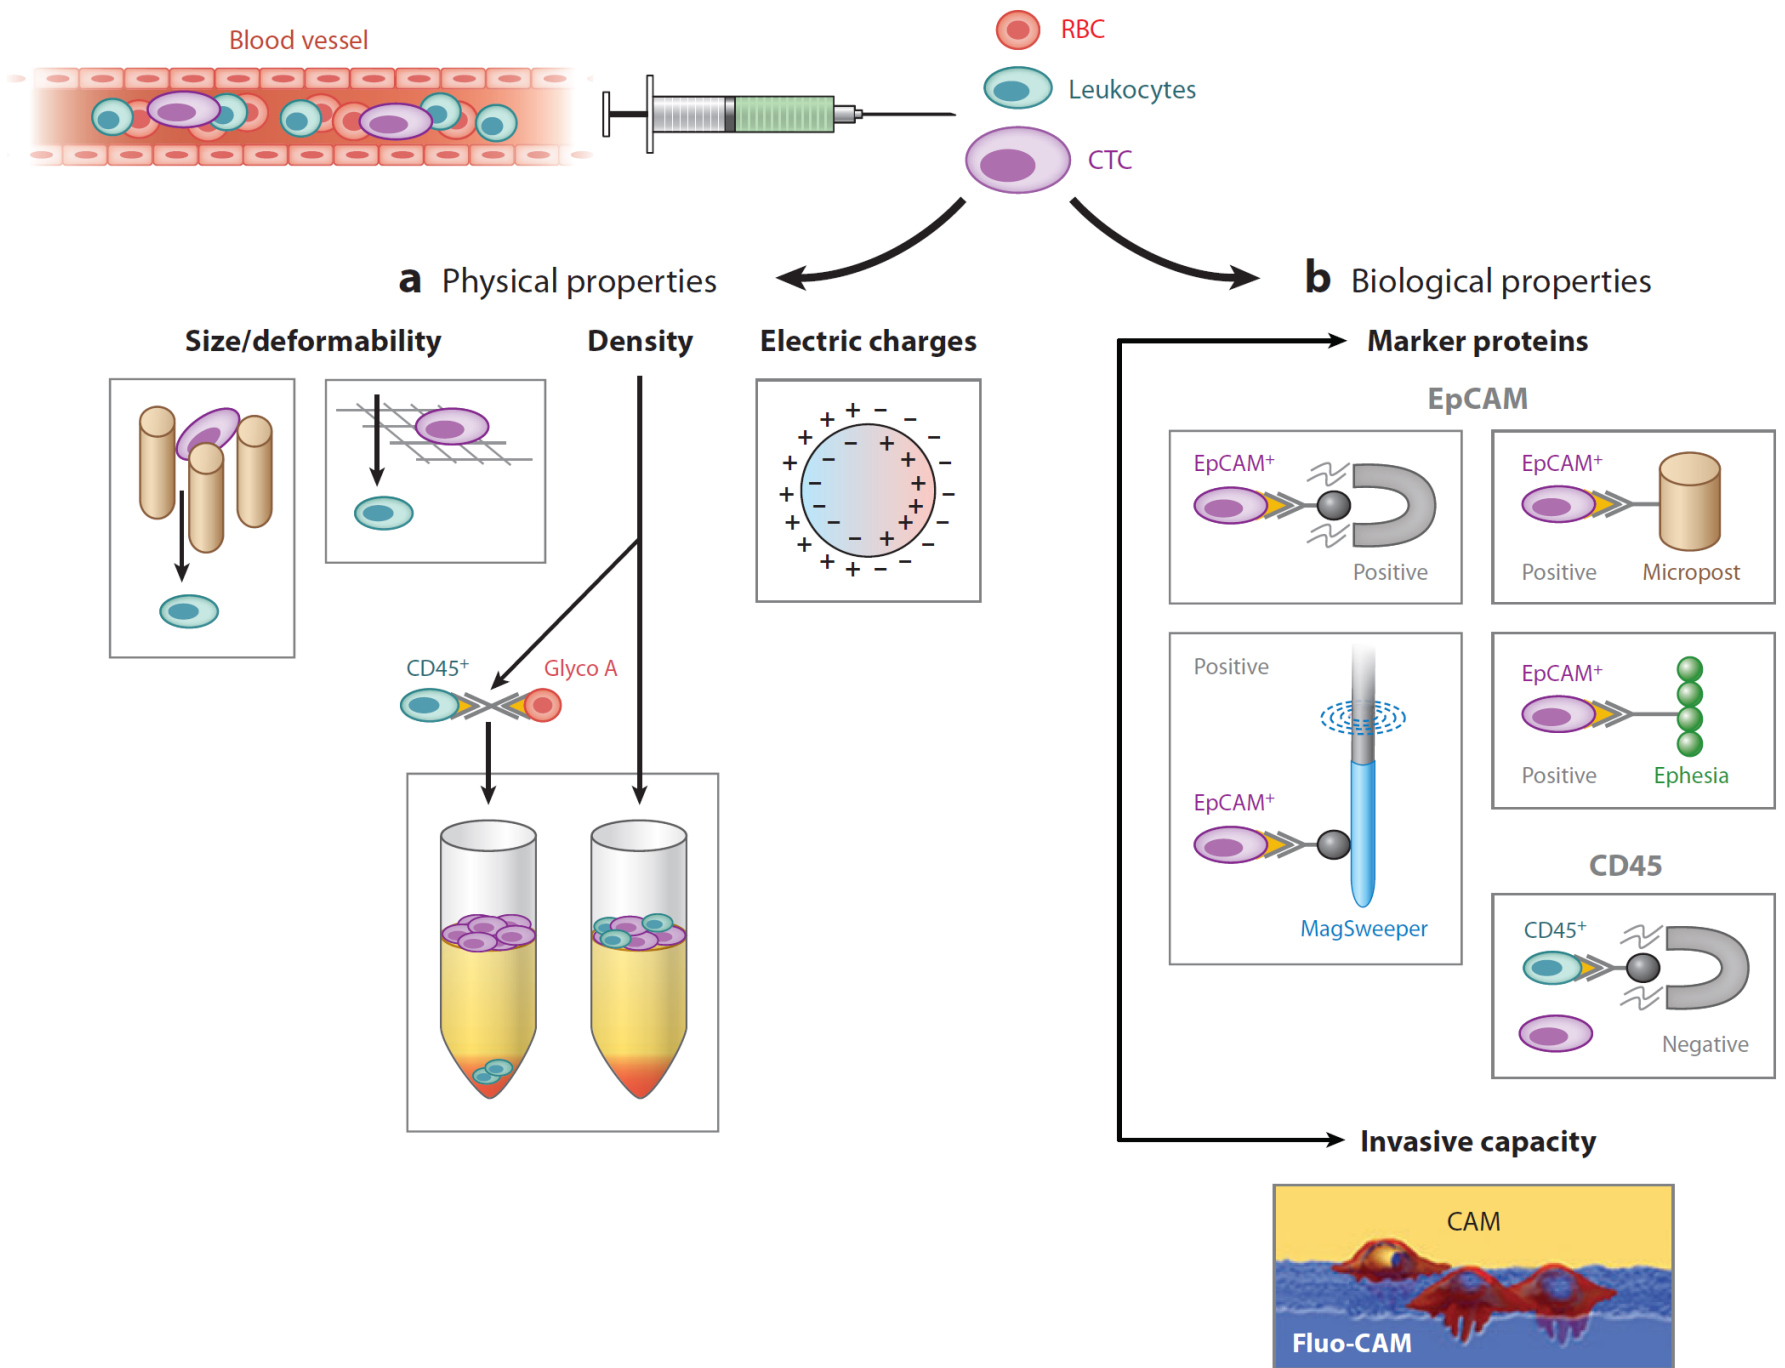 Blood vessel
RBC
Leukocytes
CTC
a Physical properties
Size/deformability
Density
Electric charges
CD45+
Glyco A
b Biological properties
Marker proteins
EpCAM
EpCAM+
Positive
EpCAM+
Positive
Micropost
Positive
EpCAM+
MagSweeper
EpCAM+
Positive
Ephesia
CD45
CD45+
Negative
Invasive capacity
CAM
Fluo-CAM